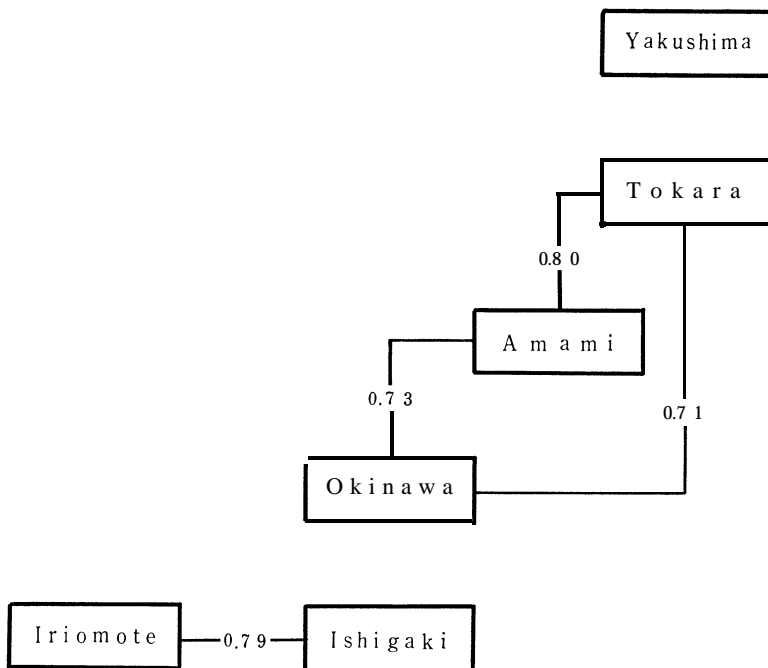 Yakushima
Tokara
0.80
Amami
0.73
0.71
Okinawa
Iriomote
0.79
Ishigaki